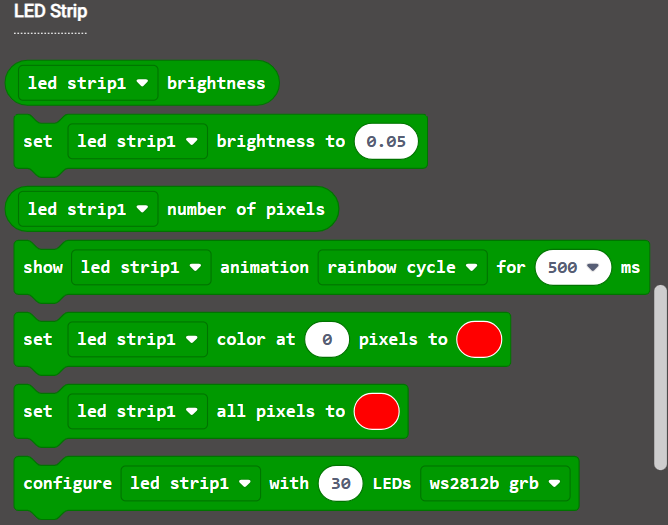 LED Strip
led strip1 brightness
set led strip1 brightness to 0.05
led strip1 number of pixels
show led strip1 animation rainbow cycle for 500 ms
set led strip1 color at 0 pixels to
set led strip1 all pixels to
configure led strip1 with 30 LEDs ws2812b grb